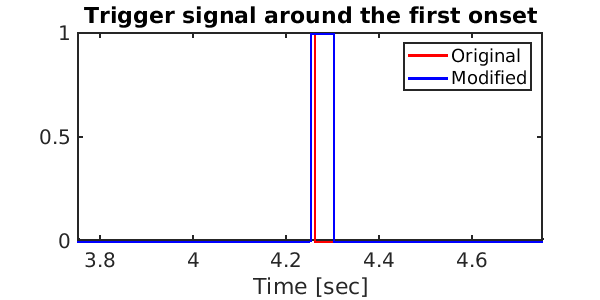 Trigger signal around the first onset
1
Original
Modified
0.5
0
3.8 4 4.2 4.4 4.6
Time [sec]